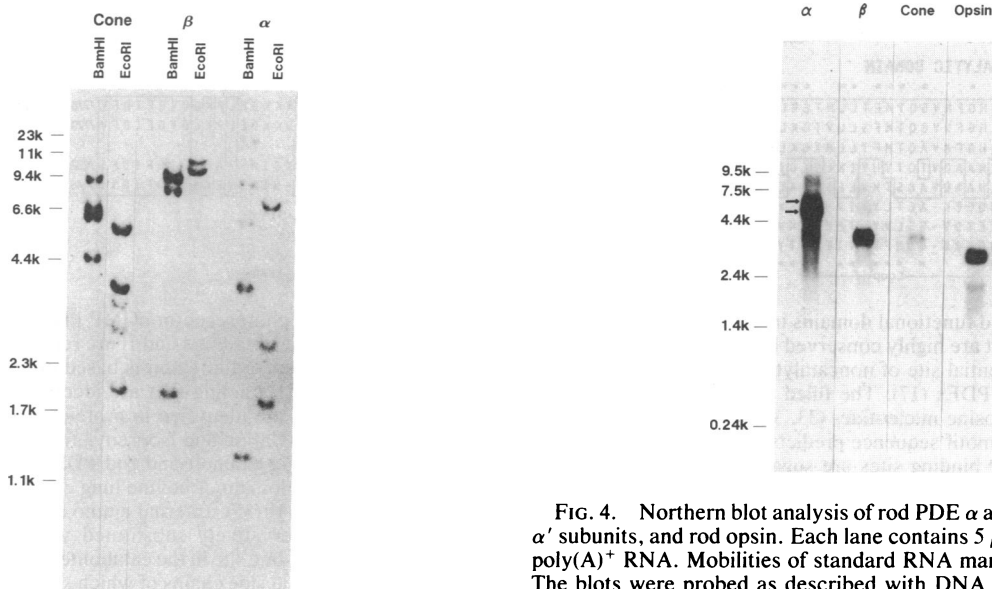 Cone β α
BamHI EcoRI BamHI EcoRI BamHI EcoRI
23k
11k
9.4k
6.6k
4.4k
2.3k
1.7k
1.1k
α β Cone Opsin
9.5k
7.5k
4.4k
2.4k
1.4k
0.24k
FIG. 4. Northern blot analysis of rod PDE α a
α′ subunits, and rod opsin. Each lane contains 5
poly(A)+ RNA. Mobilities of standard RNA mar
The blots were probed as described with DNA